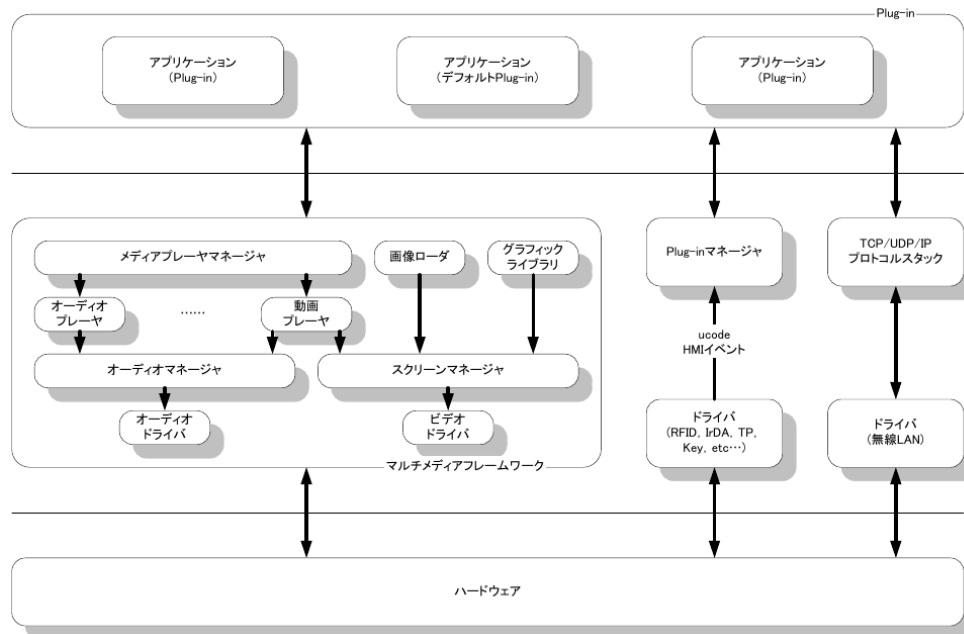 Plug-in
アプリケーション
(Plug-in)
アプリケーション
(デフォルトPlug-in)
アプリケーション
(Plug-in)
メディアプレーヤマネージャ
画像ローダ
グラフィック
ライブラリ
オーディオ
プレーヤ
……
動画
プレーヤ
オーディオマネージャ
スクリーンマネージャ
オーディオ
ドライバ
ビデオ
ドライバ
マルチメディアフレームワーク
Plug-inマネージャ
ucode
HMIイベント
ドライバ
(RFID, IrDA, TP,
Key, etc…)
TCP/UDP/IP
プロトコルスタック
ドライバ
(無線LAN)
ハードウェア